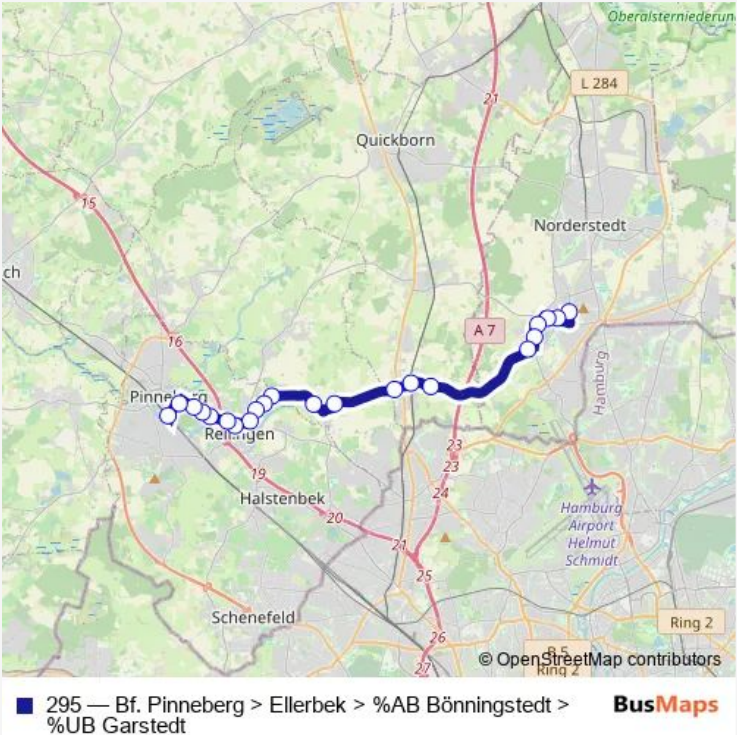 Oberalsterniederun
L 284
21
Quickborn
15
Norderstedt
ch
A 7
16
Pinneberg
Hamburg
Rellingen
23
23
19
Halstenbek
24
20
Hamburg
Airport
Helmut
Schmidt
21
25
Schenefeld
Ring 2
26
B 5
© OpenStreetMap contributors
27
Ring 2
295 — Bf. Pinneberg > Ellerbek > %AB Bönningstedt >
%UB Garstedt
BusMaps